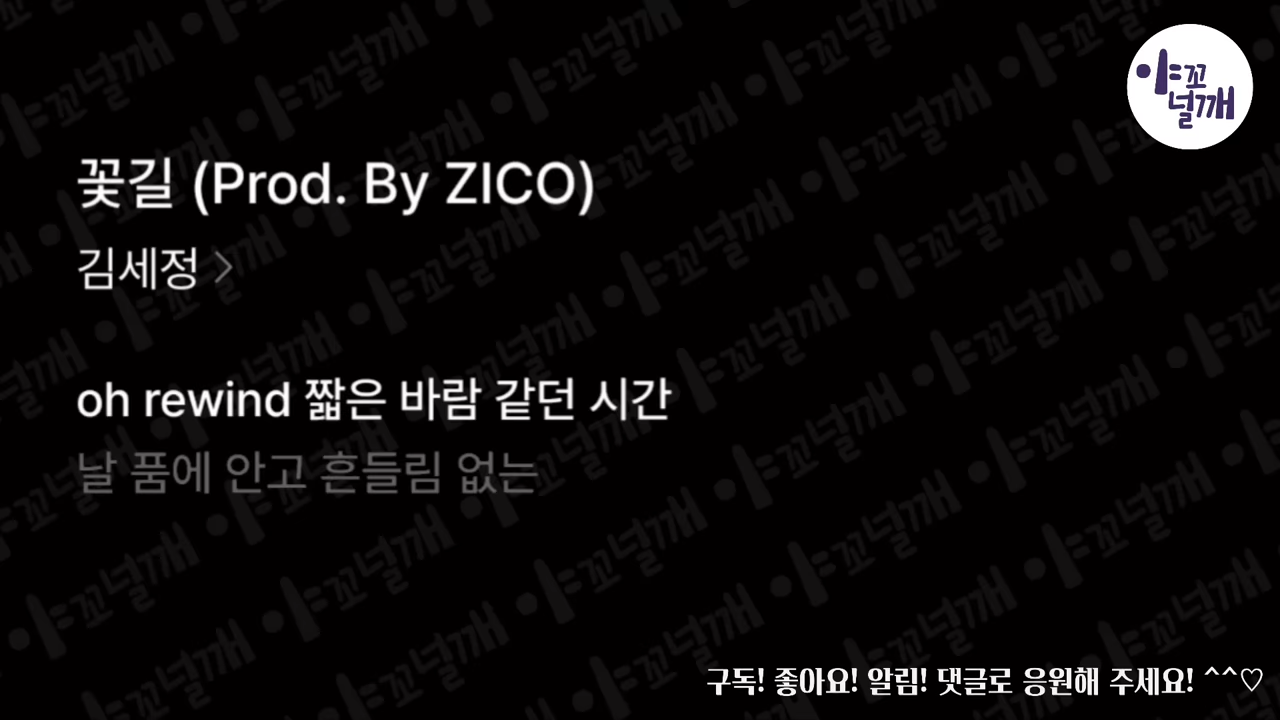 야꼬
널깨
꽃길 (Prod. By ZICO)
김세정 >
oh rewind 짧은 바람 같던 시간
날 품에 안고 흔들림 없는
구독! 좋아요! 알림! 댓글로 응원해 주세요! ^^♡